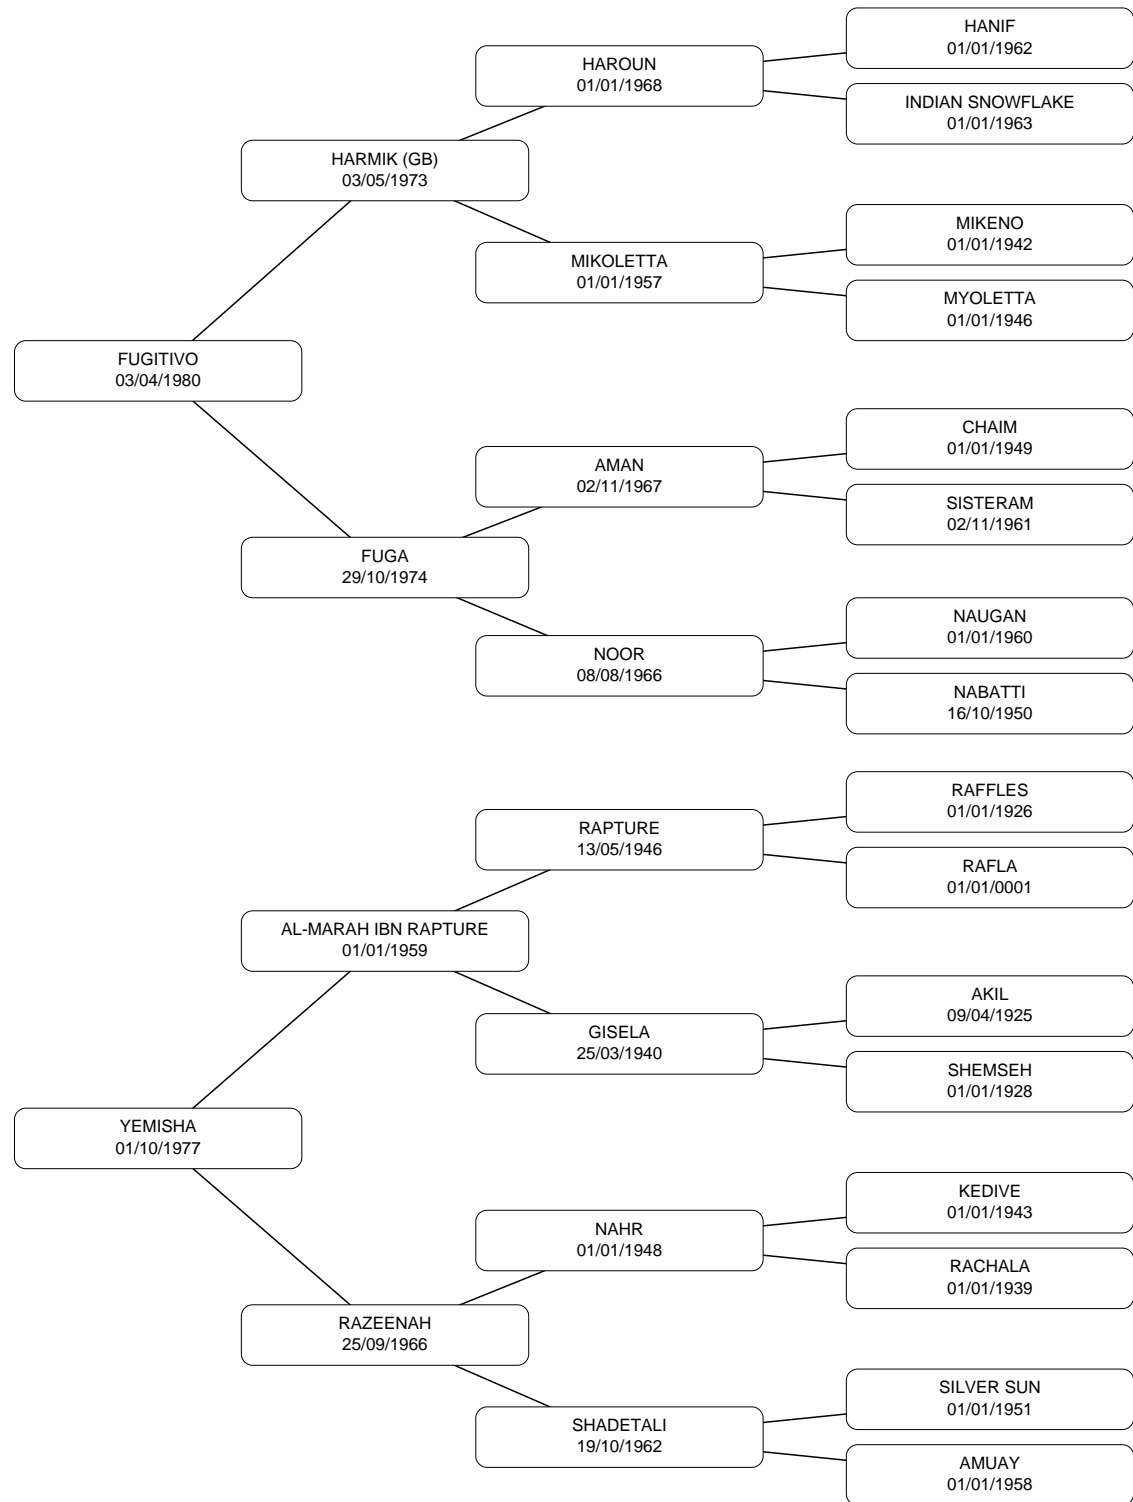 HANIF
01/01/1962
HAROUN
01/01/1968
INDIAN SNOWFLAKE
01/01/1963
HARMIK (GB)
03/05/1973
MIKENO
01/01/1942
MIKOLETTA
01/01/1957
MYOLETTA
01/01/1946
FUGITIVO
03/04/1980
CHAIM
01/01/1949
AMAN
02/11/1967
SISTERAM
02/11/1961
FUGA
29/10/1974
NAUGAN
01/01/1960
NOOR
08/08/1966
NABATTI
16/10/1950
RAFFLES
01/01/1926
RAPTURE
13/05/1946
RAFLA
01/01/0001
AL-MARAH IBN RAPTURE
01/01/1959
AKIL
09/04/1925
GISELA
25/03/1940
SHEMSEH
01/01/1928
YEMISHA
01/10/1977
KEDIVE
01/01/1943
NAHR
01/01/1948
RACHALA
01/01/1939
RAZEENAH
25/09/1966
SILVER SUN
01/01/1951
SHADETALI
19/10/1962
AMUAY
01/01/1958